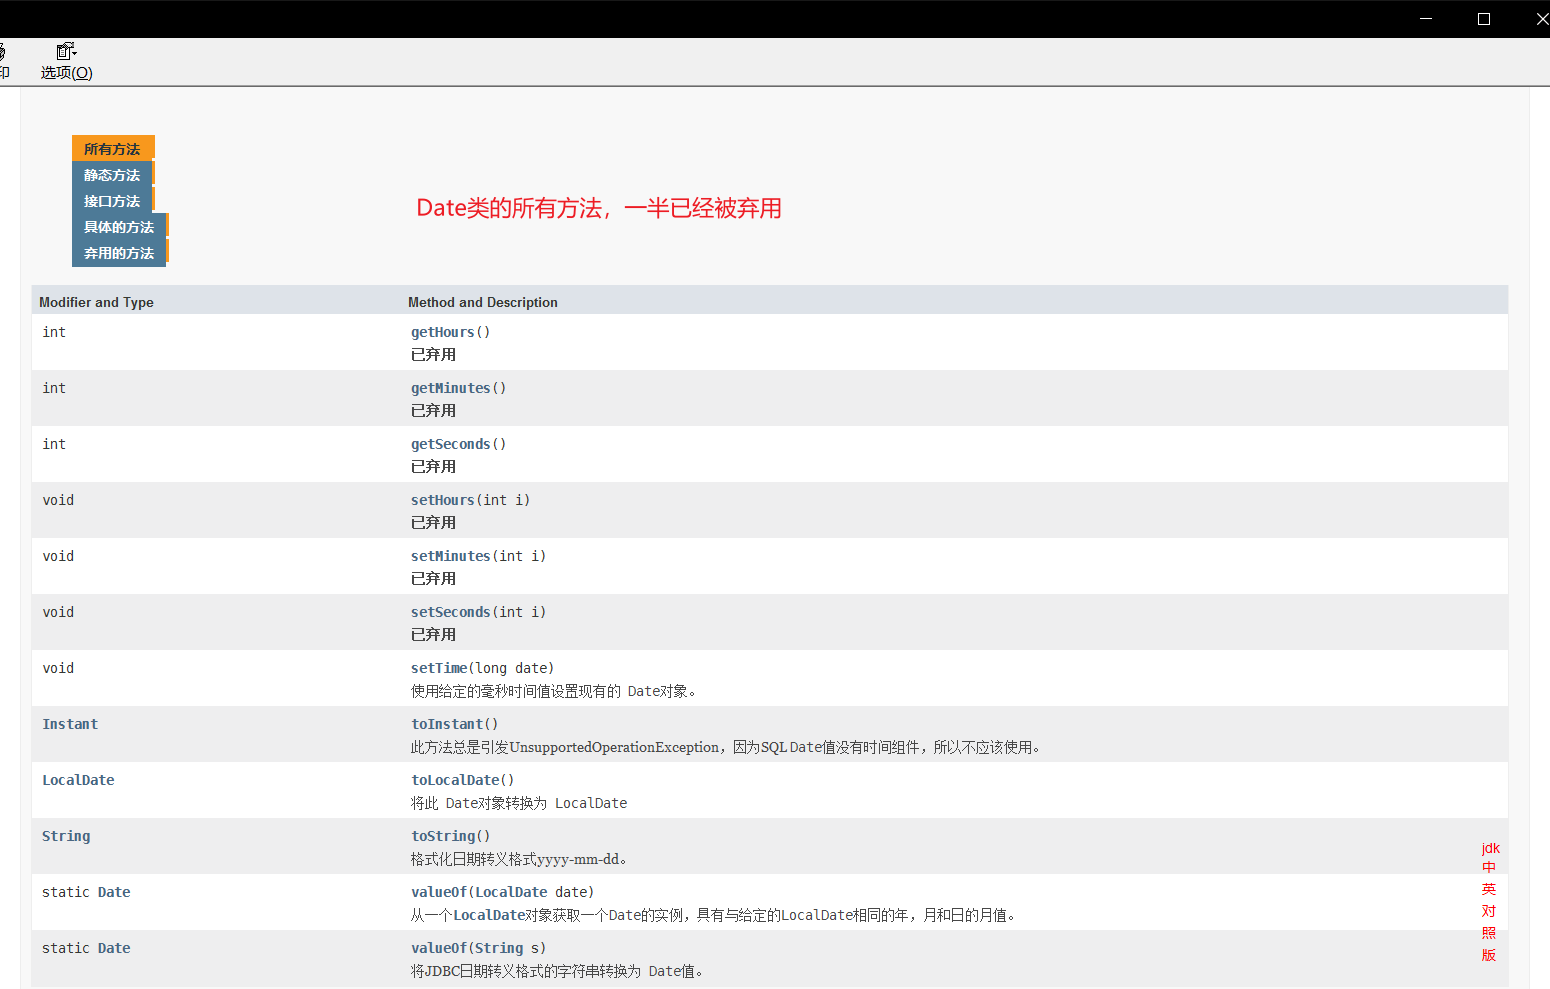 印
选项(O)
所有方法
静态方法
接口方法
具体的方法
弃用的方法
Date类的所有方法，一半已经被弃用
Modifier and Type Method and Description
int getHours()
已弃用
int getMinutes()
已弃用
int getSeconds()
已弃用
void setHours(int i)
已弃用
void setMinutes(int i)
已弃用
void setSeconds(int i)
已弃用
void setTime(long date)
使用给定的毫秒时间值设置现有的 Date对象。
Instant toInstant()
此方法总是引发UnsupportedOperationException，因为SQL Date值没有时间组件，所以不应该使用。
LocalDate toLocalDate()
将此 Date对象转换为 LocalDate
String toString()
格式化日期转义格式yyyy-mm-dd。
static Date valueOf(LocalDate date)
从一个LocalDate对象获取一个Date的实例，具有与给定的LocalDate相同的年，月和日的月值。
static Date valueOf(String s)
将JDBC日期转义格式的字符串转换为 Date值。
jdk
中
英
对
照
版